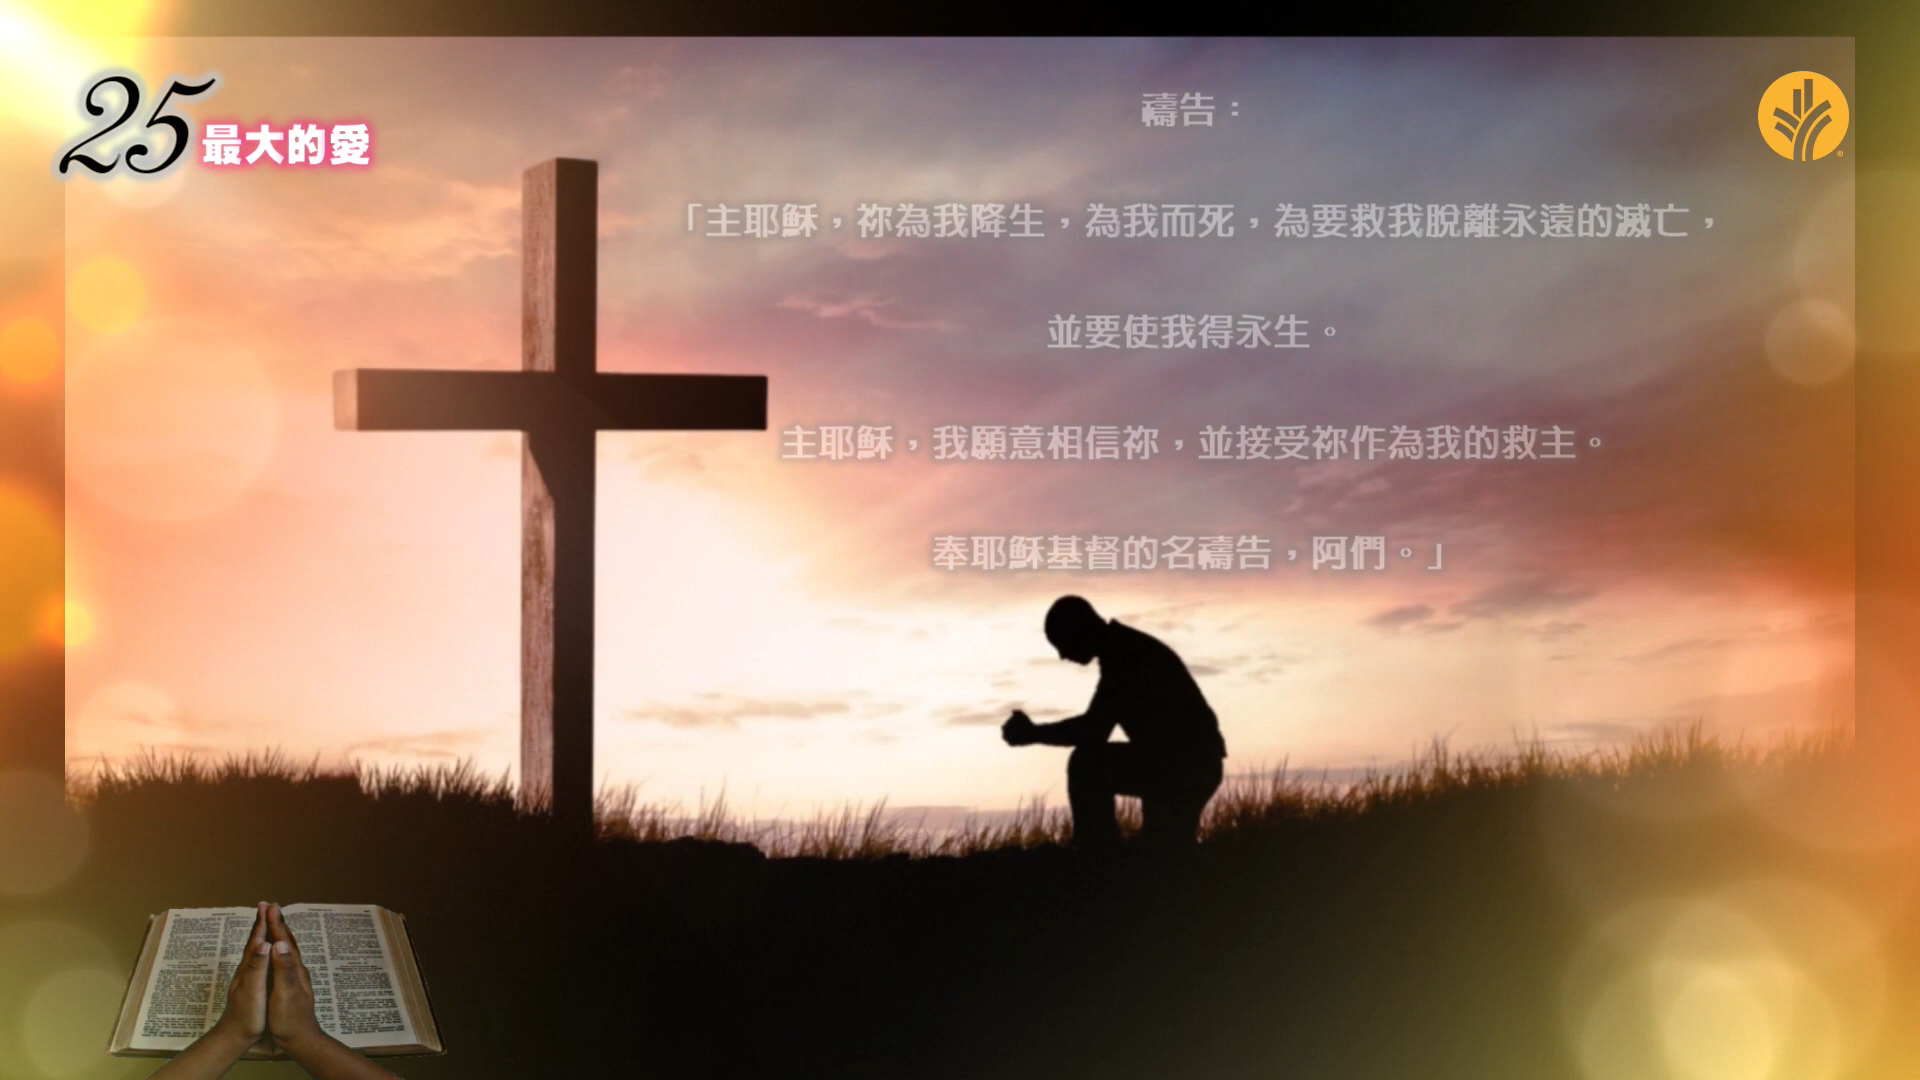 25 最大的愛
禱告：
「主耶穌，祢為我降生，為我而死，為要救我脫離永遠的滅亡，
並要使我得永生。
主耶穌，我願意相信祢，並接受祢作為我的救主。
奉耶穌基督的名禱告，阿們。」